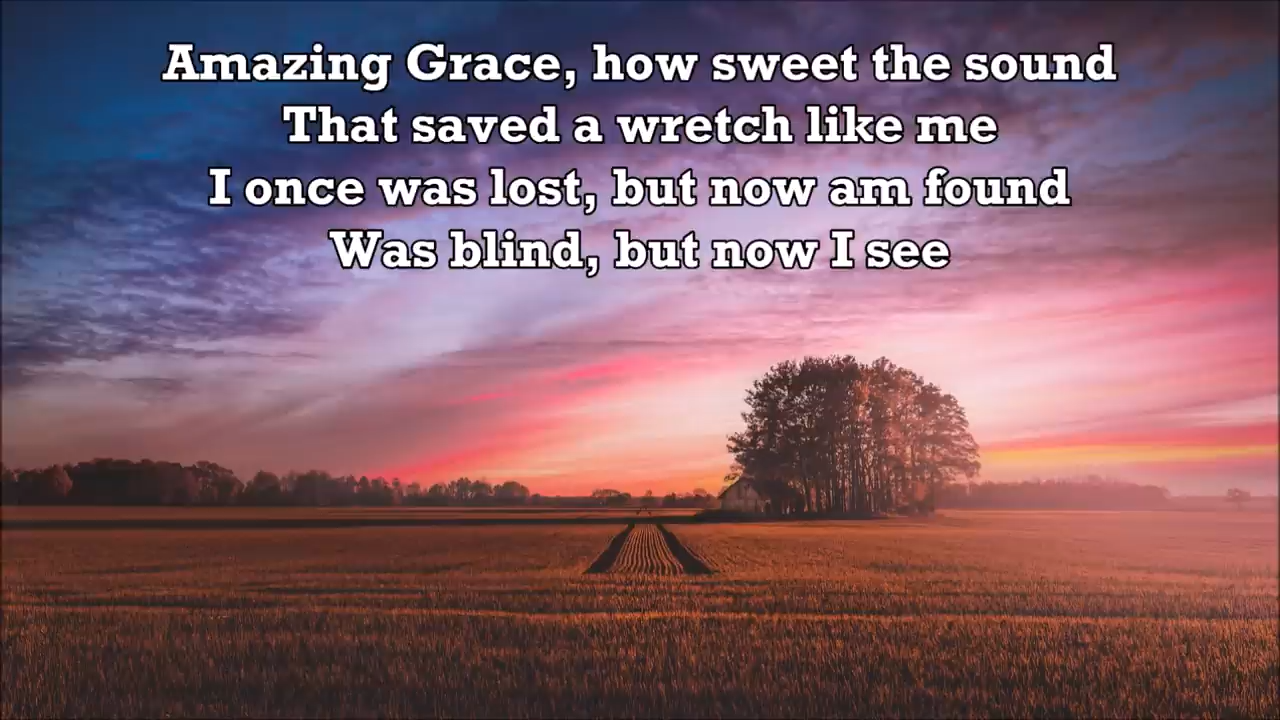 Amazing Grace, how sweet the sound
That saved a wretch like me
I once was lost, but now am found
Was blind, but now I see